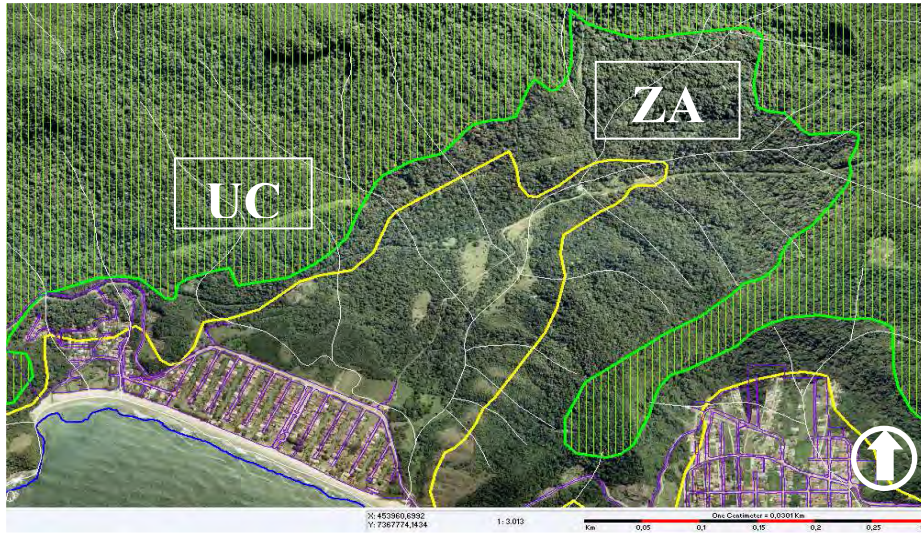 ZA
UC
X: 453960,6992
Y: 7367774,1434
1: 3.013
One Centimeter = 0,0301 Km
Km 0,05 0,1 0,15 0,2 0,25